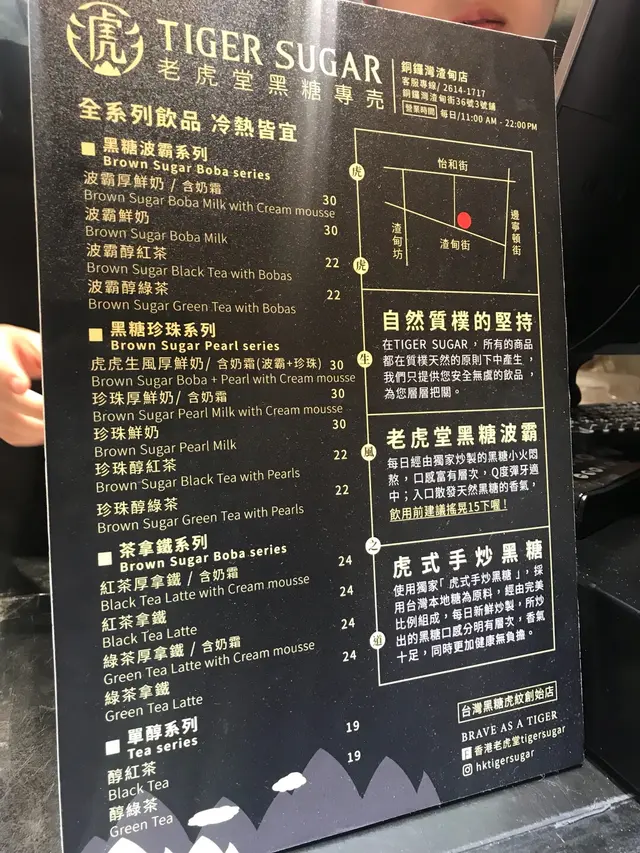 虎
TIGER SUGAR
老虎堂黑糖專売
銅鑼灣渣甸店
客服專線/ 2614-1717
銅鑼灣渣甸街36號3號舖
營業時間 每日/11:00 AM - 22:00PM
全系列飲品 冷熱皆宜
黑糖波霸系列
Brown Sugar Boba series
波霸厚鮮奶 / 含奶霜 30
Brown Sugar Boba Milk with Cream mousse
波霸鮮奶 30
Brown Sugar Boba Milk
波霸醇紅茶 22
Brown Sugar Black Tea with Bobas
波霸醇綠茶 22
Brown Sugar Green Tea with Bobas
黑糖珍珠系列
Brown Sugar Pearl series
虎虎生風厚鮮奶/ 含奶霜(波霸+珍珠) 30
Brown Sugar Boba + Pearl with Cream mousse
珍珠厚鮮奶/ 含奶霜 30
Brown Sugar Pearl Milk with Cream mousse
珍珠鮮奶 30
Brown Sugar Pearl Milk
珍珠醇紅茶 22
Brown Sugar Black Tea with Pearls
珍珠醇綠茶 22
Brown Sugar Green Tea with Pearls
茶拿鐵系列
Brown Sugar Boba series
紅茶厚拿鐵 / 含奶霜 24
Black Tea Latte with Cream mousse
紅茶拿鐵 24
Black Tea Latte
綠茶厚拿鐵 / 含奶霜 24
Green Tea Latte with Cream mousse
綠茶拿鐵 24
Green Tea Latte
單醇系列
Tea series
醇紅茶 19
Black Tea
醇綠茶 19
Green Tea
虎
虎
生
風
之
道
怡和街
渣甸坊
渣甸街
邊寧頓街
自然質樸的堅持
在TIGER SUGAR，所有的商品
都在質樸天然的原則下中產生，
我們只提供您安全無虞的飲品，
為您層層把關。
老虎堂黑糖波霸
每日經由獨家炒製的黑糖小火悶
熬，口感富有層次，Q度彈牙適
中；入口散發天然黑糖的香氣，
飲用前建議搖晃15下喔！
虎式手炒黑糖
使用獨家「虎式手炒黑糖」，採
用台灣本地糖為原料，經由完美
比例組成，每日新鮮炒製，所炒
出的黑糖口感分明有層次，香氣
十足，同時更加健康無負擔。
台灣黑糖虎紋創始店
BRAVE AS A TIGER
香港老虎堂tigersugar
hktigersugar